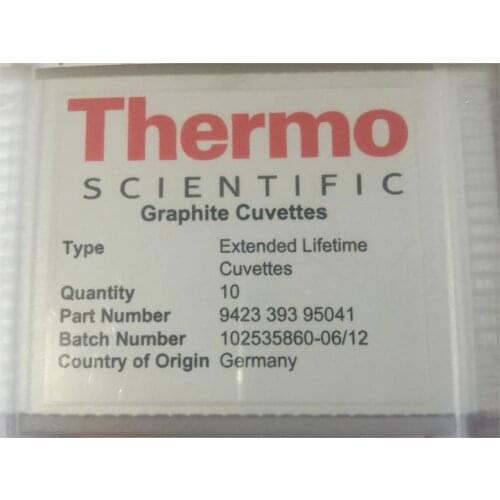 Thermo
SCIENTIFIC
Graphite Cuvettes
Type Extended Lifetime
Cuvettes
Quantity 10
Part Number 9423 393 95041
Batch Number 102535860-06/12
Country of Origin Germany